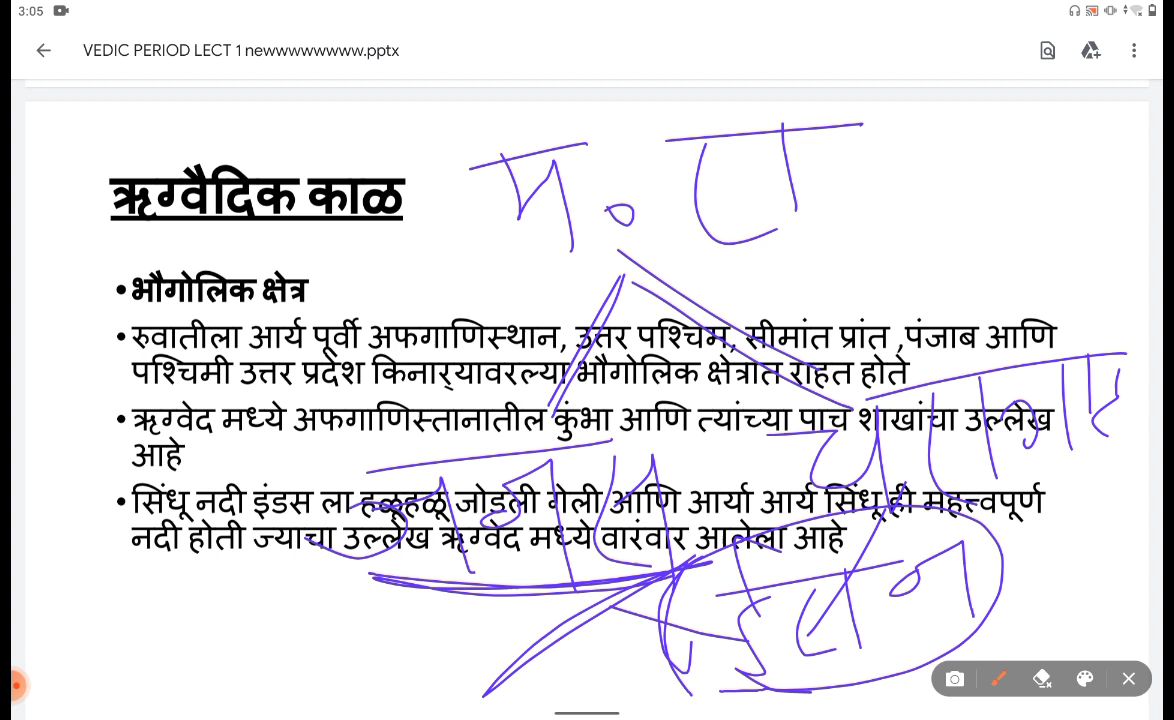 3:05
VEDIC PERIOD LECT 1 newwwwwwwww.pptx
ऋग्वैदिक काळ
•भौगोलिक क्षेत्र
•रुवातीला आर्य पूर्वी अफगाणिस्थान, उत्तर पश्चिम, सीमांत प्रांत ,पंजाब आणि
पश्चिमी उत्तर प्रदेश किनाऱ्यावरल्या भौगोलिक क्षेत्रात राहत होते
•ऋग्वेद मध्ये अफगाणिस्तानातील कुंभा आणि त्यांच्या पाच शाखांचा उल्लेख
आहे
•सिंधू नदी इंडस ला हळूहळू जोडली गेली आणि आर्या आर्य सिंधू ही महत्त्वपूर्ण
नदी होती ज्याचा उल्लेख ऋग्वेद मध्ये वारंवार आलेला आहे